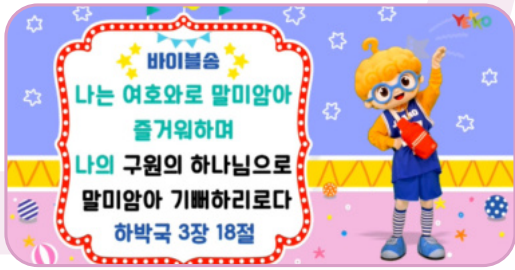 YEYO
바이블송
나는 여호와로 말미암아
즐거워하며
나의 구원의 하나님으로
말미암아 기뻐하리로다
하박국 3장 18절